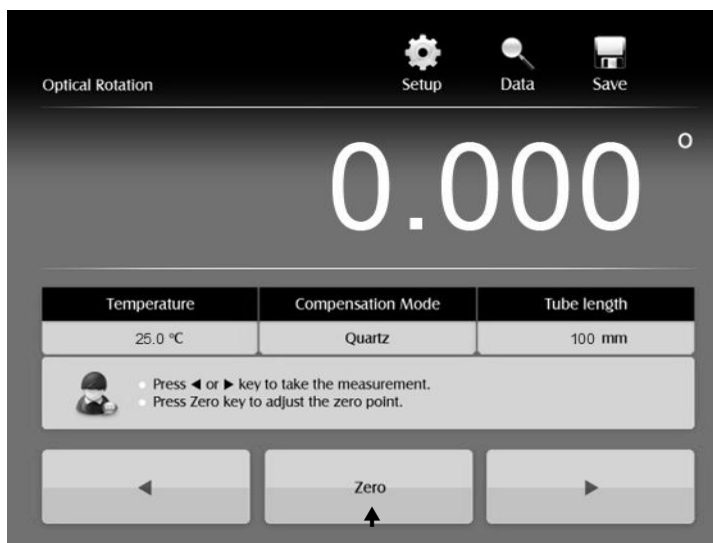 Setup Data Save
Optical Rotation
0.000 °
Temperature Compensation Mode Tube length
25.0 °C Quartz 100 mm
Press ◄ or ► key to take the measurement.
Press Zero key to adjust the zero point.
◄ Zero ►